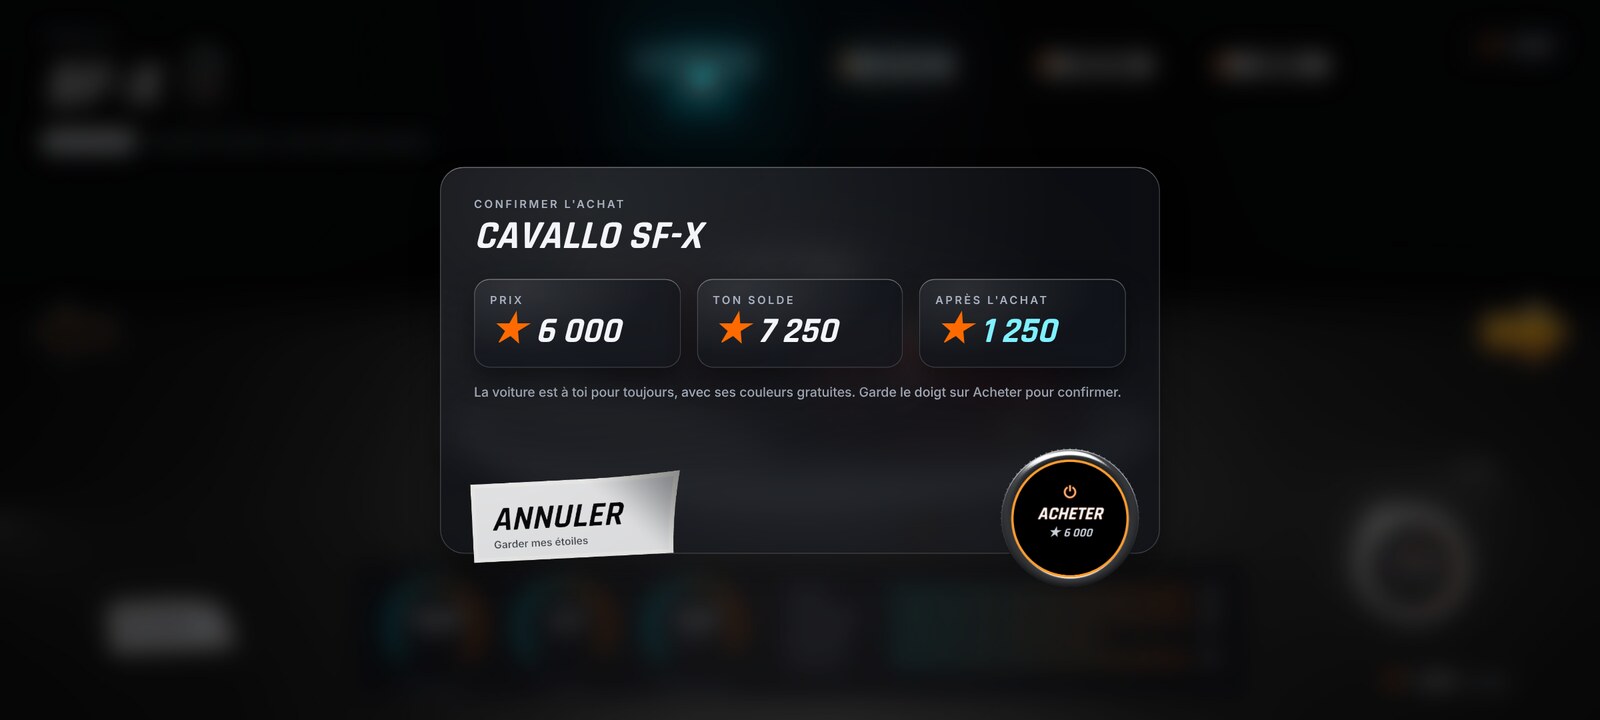 CONFIRMER L'ACHAT
CAVALLO SF-X
PRIX
★ 6 000
TON SOLDE
★ 7 250
APRÈS L'ACHAT
★ 1 250
La voiture est à toi pour toujours, avec ses couleurs gratuites. Garde le doigt sur Acheter pour confirmer.
ANNULER
Garder mes étoiles
ACHETER
★ 6 000